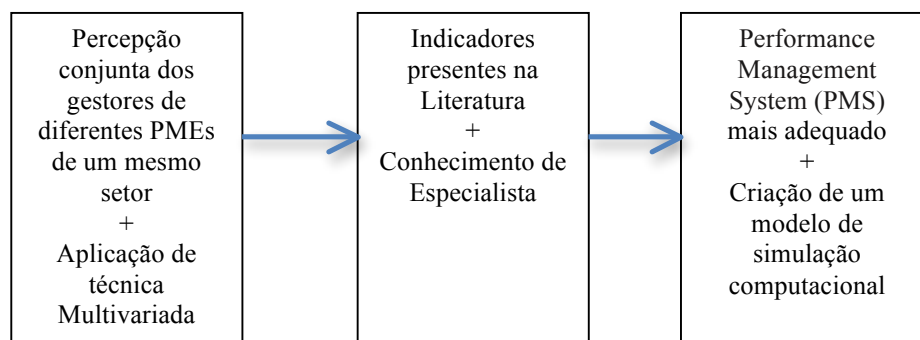 Percepção
conjunta dos
gestores de
diferentes PMEs
de um mesmo
setor
+
Aplicação de
técnica
Multivariada
Indicadores
presentes na
Literatura
+
Conhecimento de
Especialista
Performance
Management
System (PMS)
mais adequado
+
Criação de um
modelo de
simulação
computacional